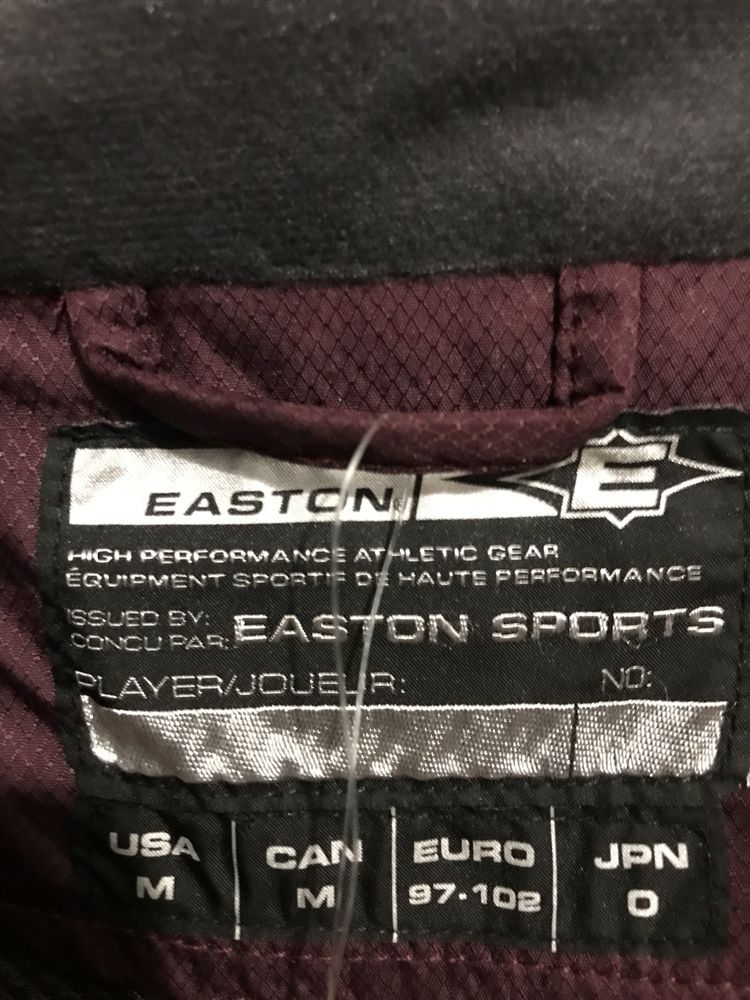 EASTON E
HIGH PERFORMANCE ATHLETIC GEAR
ÉQUIPMENT SPORTIF DE HAUTE PERFORMANCE
ISSUED BY:
CONCU PAR: EASTON SPORTS
PLAYER/JOUEUR: NO:
USA CAN EURO JPN
M M 97-102 O